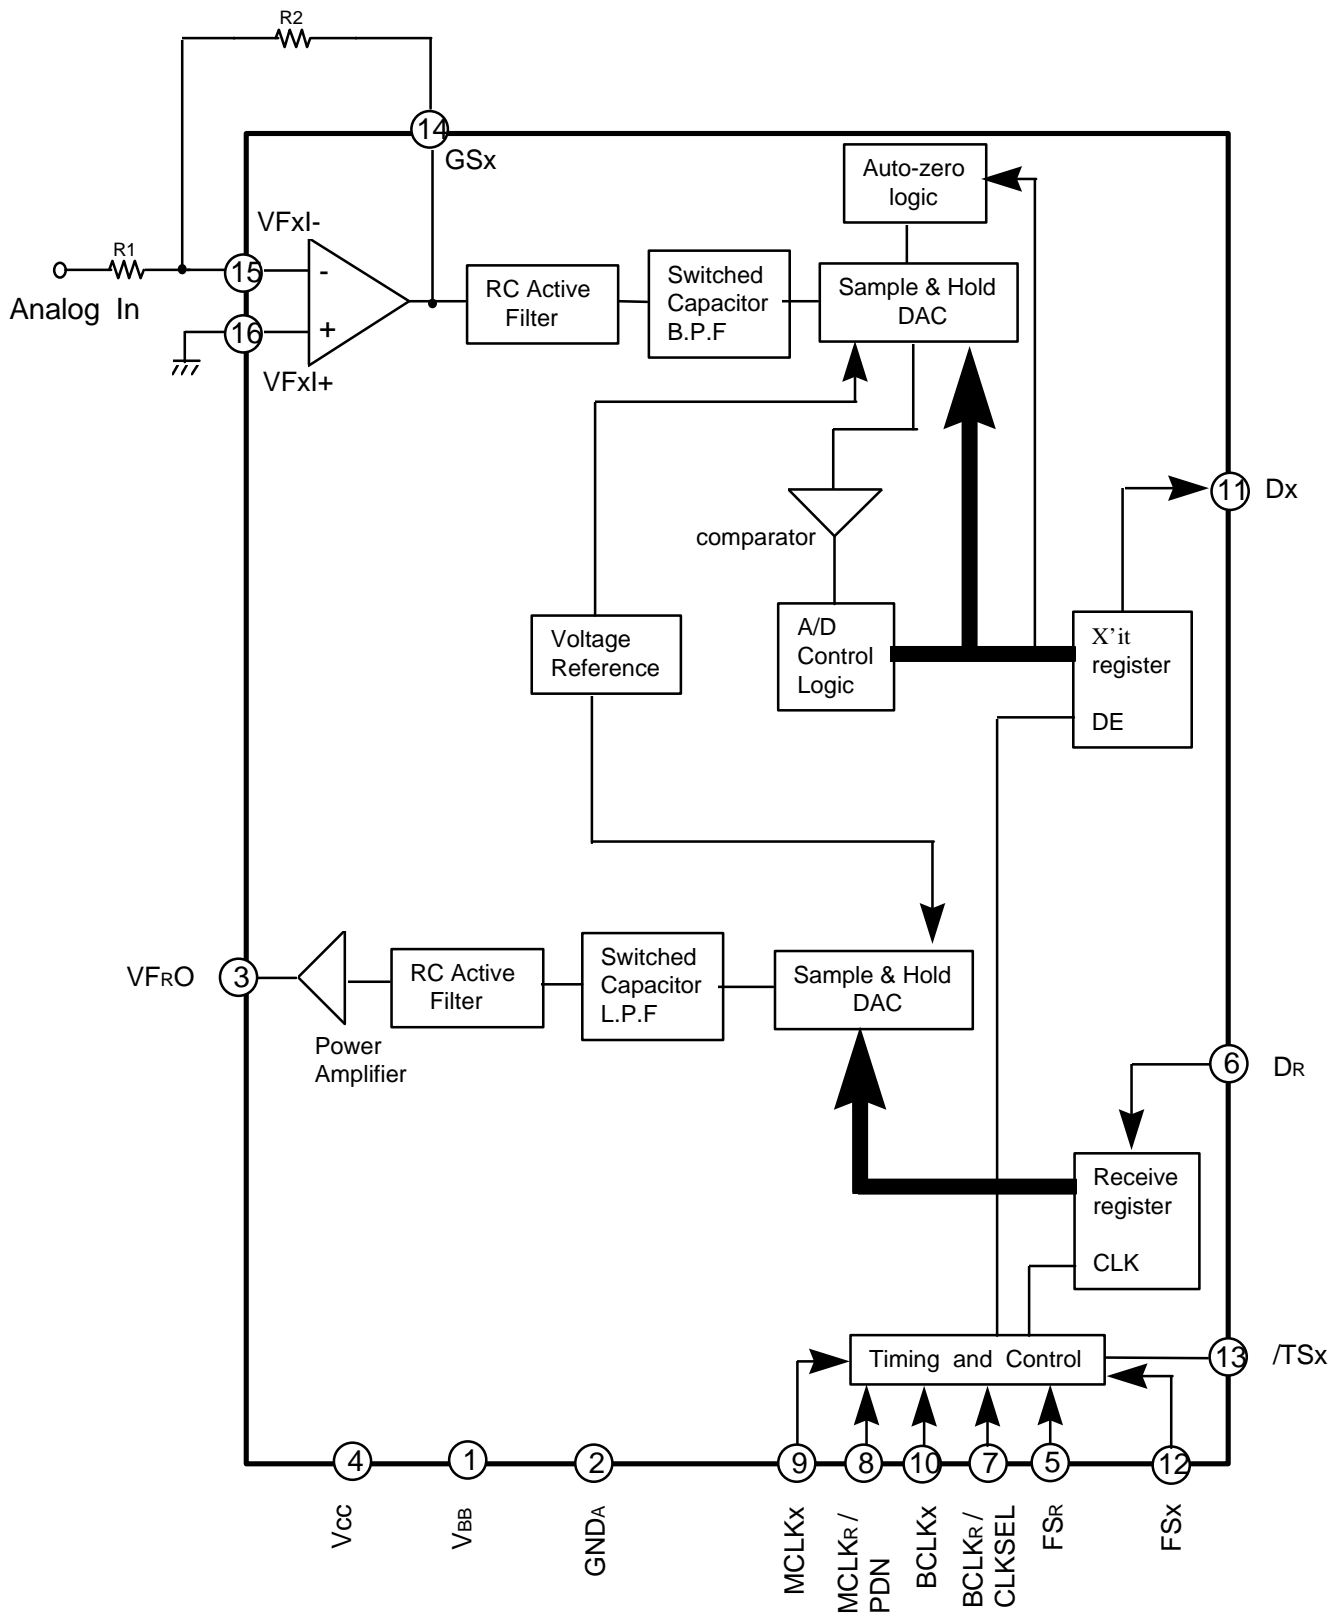 R2
14
GSx
Auto-zero
logic
VFxI-
R1
15
-
Analog In
16
+
VFxI+
RC Active
Filter
Switched
Capacitor
B.P.F
Sample & Hold
DAC
11
Dx
comparator
Voltage
Reference
A/D
Control
Logic
X'it
register
DE
VFRO
3
Power
Amplifier
RC Active
Filter
Switched
Capacitor
L.P.F
Sample & Hold
DAC
6
DR
Receive
register
CLK
Timing and Control
13
/TSx
4
1
2
9
8
10
7
5
12
Vcc
VBB
GNDA
MCLKx
MCLKR /
PDN
BCLKx
BCLKR /
CLKSEL
FSR
FSx